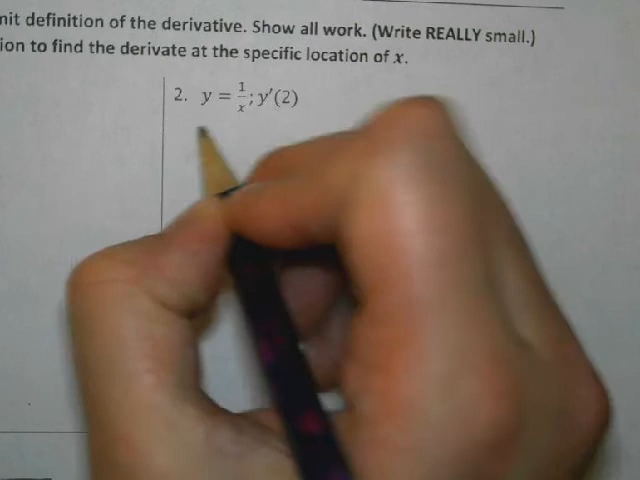 nit definition of the derivative. Show all work. (Write REALLY small.)
ion to find the derivate at the specific location of x.
2. y = 1/x; y′(2)